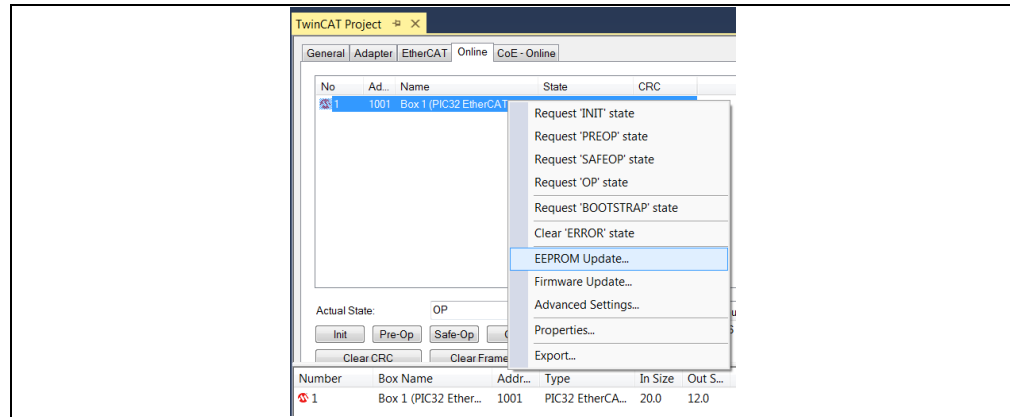 TwinCAT Project
General Adapter EtherCAT Online CoE - Online
No Ad... Name State CRC
1 1001 Box 1 (PIC32 EtherCAT
Request 'INIT' state
Request 'PREOP' state
Request 'SAFEOP' state
Request 'OP' state
Request 'BOOTSTRAP' state
Clear 'ERROR' state
EEPROM Update...
Firmware Update...
Advanced Settings...
Properties...
Export...
Actual State: OP
Init Pre-Op Safe-Op
Clear CRC Clear Frame
Number Box Name Addr... Type In Size Out S...
1 Box 1 (PIC32 Ether... 1001 PIC32 EtherCA... 20.0 12.0